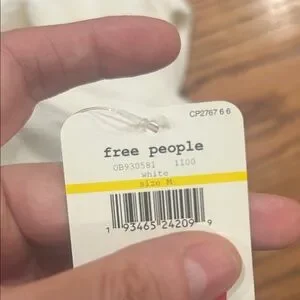 CP2767 6 6
free people
OB930581 1100
white
size M
1 93465 24209 9